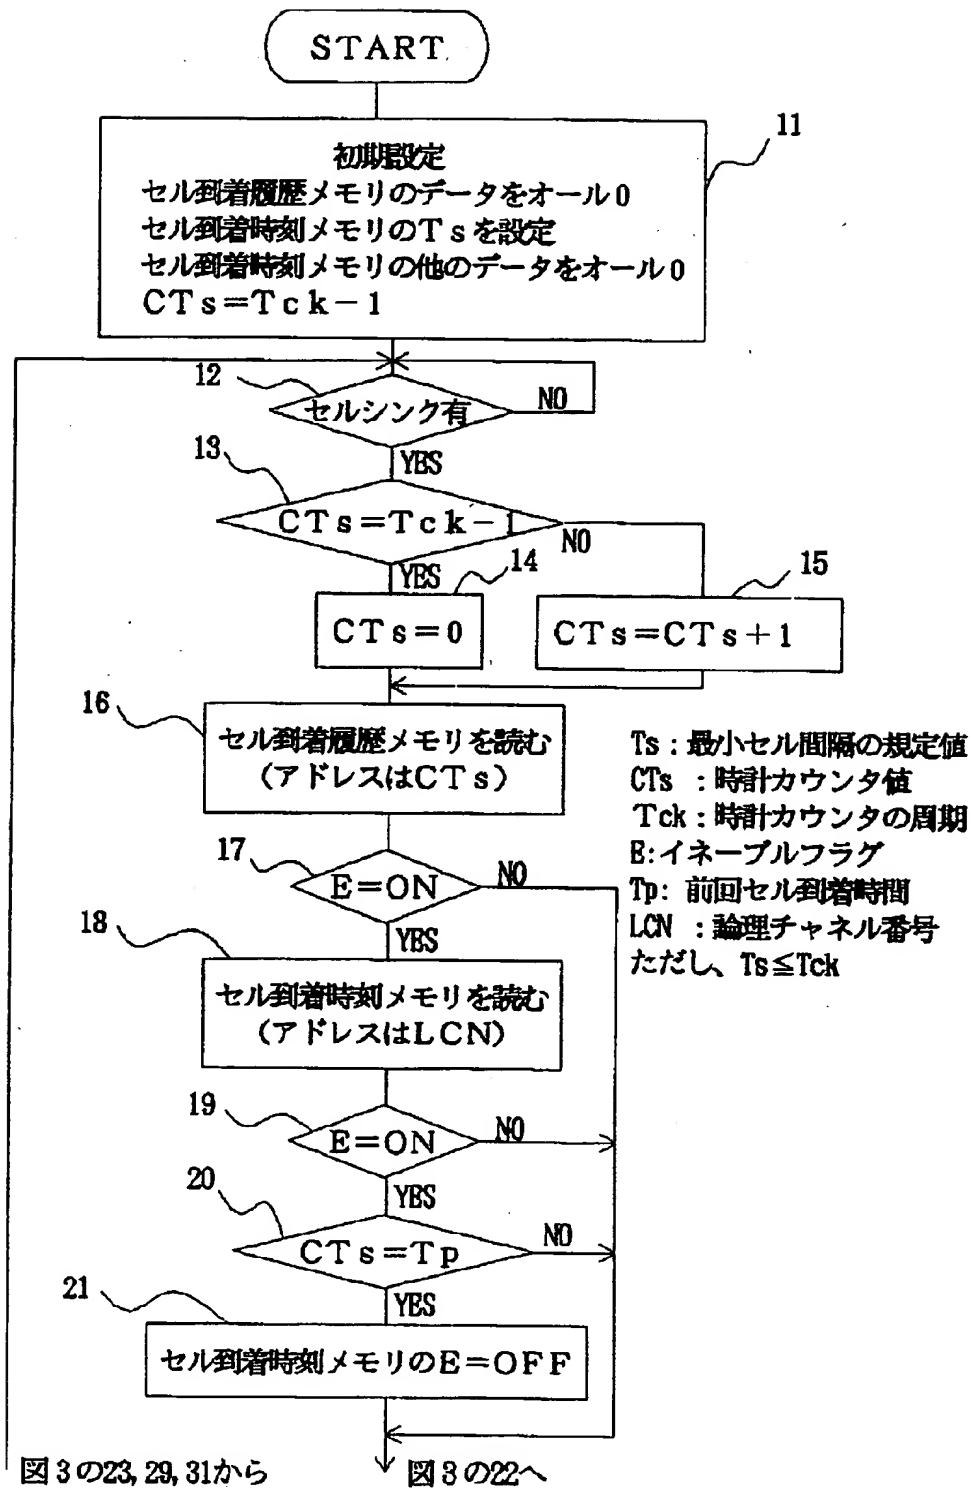 START
11
初期設定
セル到着履歴メモリのデータをオール0
セル到着時刻メモリのTsを設定
セル到着時刻メモリの他のデータをオール0
CTs=Tck-1
12
セルシンク有
NO
YES
13
CTs=Tck-1
NO
YES
14
15
CTs=0
CTs=CTs+1
16
セル到着履歴メモリを読む
(アドレスはCTs)
Ts:最小セル間隔の規定値
CTs:時計カウンタ値
Tck:時計カウンタの周期
E:イネーブルフラグ
Tp:前回セル到着時間
LCN:論理チャネル番号
ただし、Ts≦Tck
17
E=ON
NO
YES
18
セル到着時刻メモリを読む
(アドレスはLCN)
19
E=ON
NO
YES
20
CTs=Tp
NO
YES
21
セル到着時刻メモリのE=OFF
図3の23,29,31から
図3の22へ